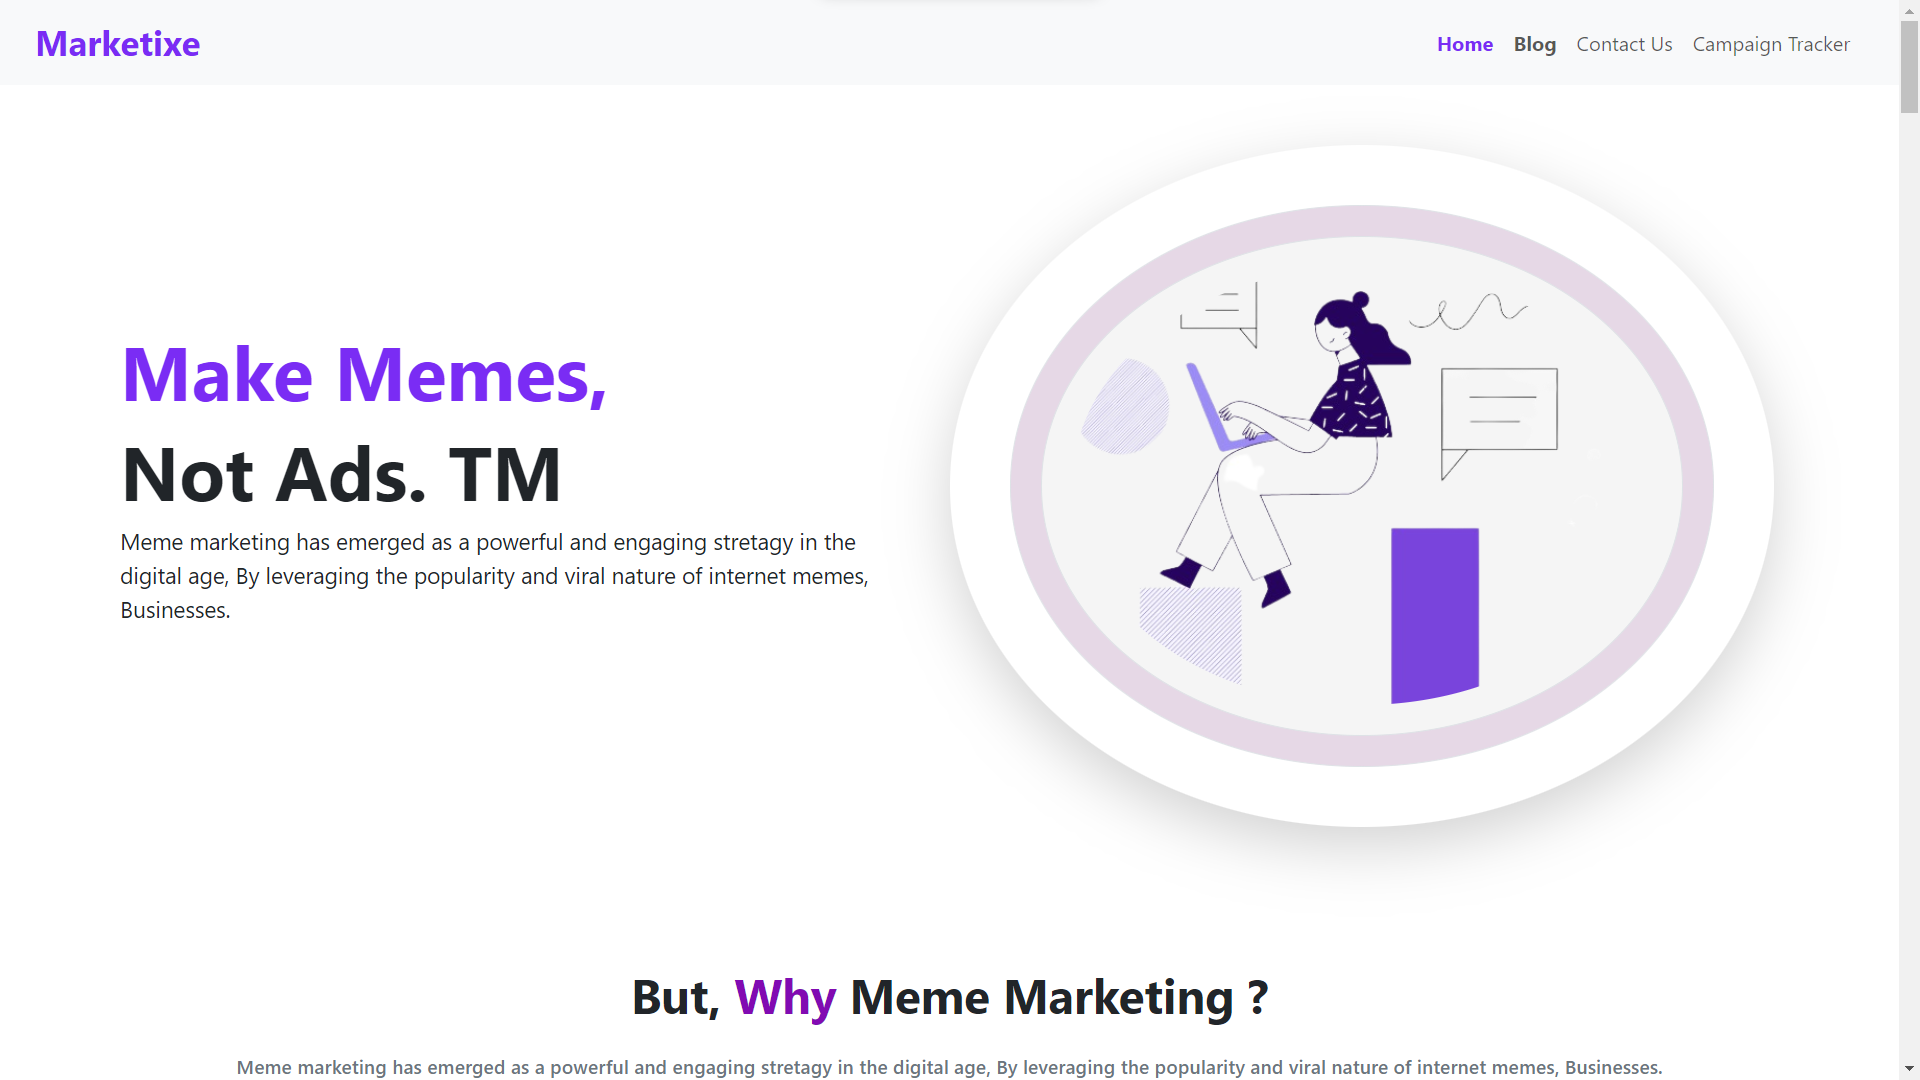 Marketixe
Home Blog Contact Us Campaign Tracker
Make Memes,
Not Ads. TM
Meme marketing has emerged as a powerful and engaging stretagy in the
digital age, By leveraging the popularity and viral nature of internet memes,
Businesses.
But, Why Meme Marketing ?
Meme marketing has emerged as a powerful and engaging stretagy in the digital age, By leveraging the popularity and viral nature of internet memes, Businesses.